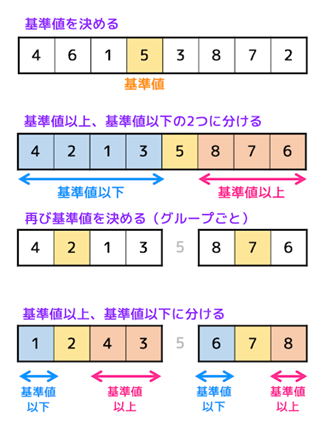 基準値を決める
4 6 1 5 3 8 7 2
基準値
基準値以上、基準値以下の2つに分ける
4 2 1 3 5 8 7 6
基準値以下 基準値以上
再び基準値を決める（グループごと）
4 2 1 3 5 8 7 6
基準値以上、基準値以下に分ける
1 2 4 3 5 6 7 8
基準値 基準値 基準値 基準値
以下 以上 以下 以上